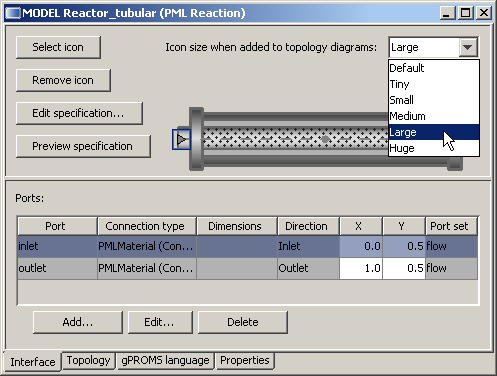 MODEL Reactor_tubular (PML Reaction)
Select icon
Icon size when added to topology diagrams:
Large
Remove icon
Default
Tiny
Small
Edit specification...
Medium
Large
Preview specification
Huge
Ports:
Port Connection type Dimensions Direction X Y Port set
inlet PMLMaterial (Con... Inlet 0.0 0.5 flow
outlet PMLMaterial (Con... Outlet 1.0 0.5 flow
Add... Edit... Delete
Interface Topology gPROMS language Properties